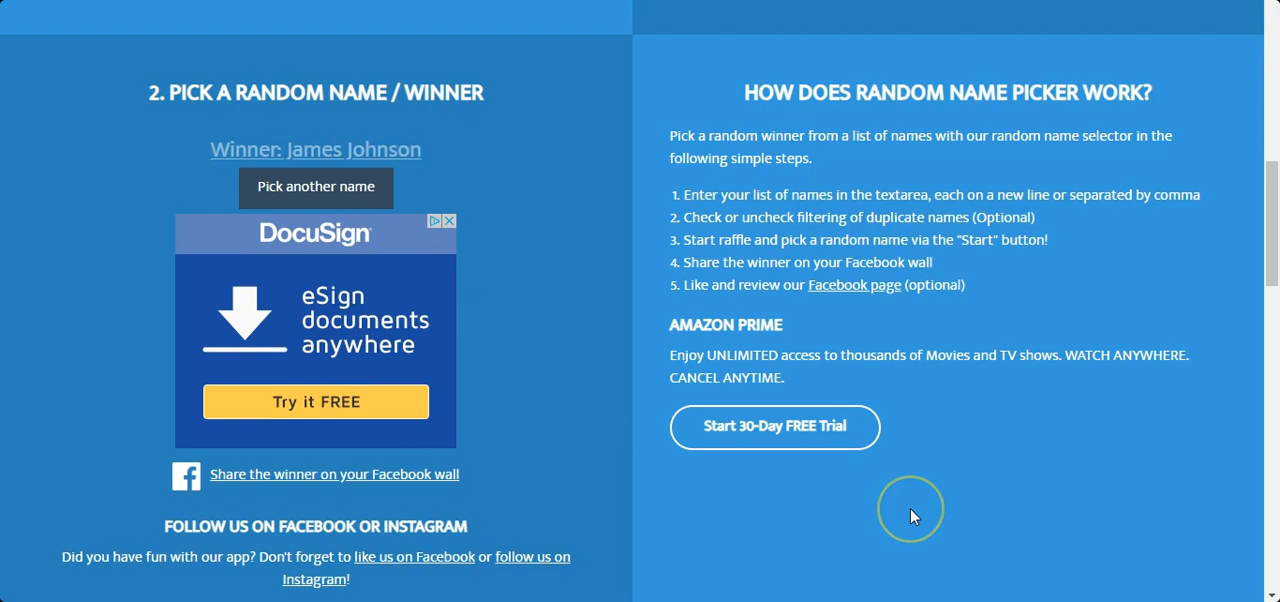 2. PICK A RANDOM NAME / WINNER
Winner: James Johnson
Pick another name
DocuSign
eSign
documents
anywhere
Try it FREE
Share the winner on your Facebook wall
FOLLOW US ON FACEBOOK OR INSTAGRAM
Did you have fun with our app? Don't forget to like us on Facebook or follow us on
Instagram!
HOW DOES RANDOM NAME PICKER WORK?
Pick a random winner from a list of names with our random name selector in the
following simple steps.
1. Enter your list of names in the textarea, each on a new line or separated by comma
2. Check or uncheck filtering of duplicate names (Optional)
3. Start raffle and pick a random name via the "Start" button!
4. Share the winner on your Facebook wall
5. Like and review our Facebook page (optional)
AMAZON PRIME
Enjoy UNLIMITED access to thousands of Movies and TV shows. WATCH ANYWHERE.
CANCEL ANYTIME.
Start 30-Day FREE Trial